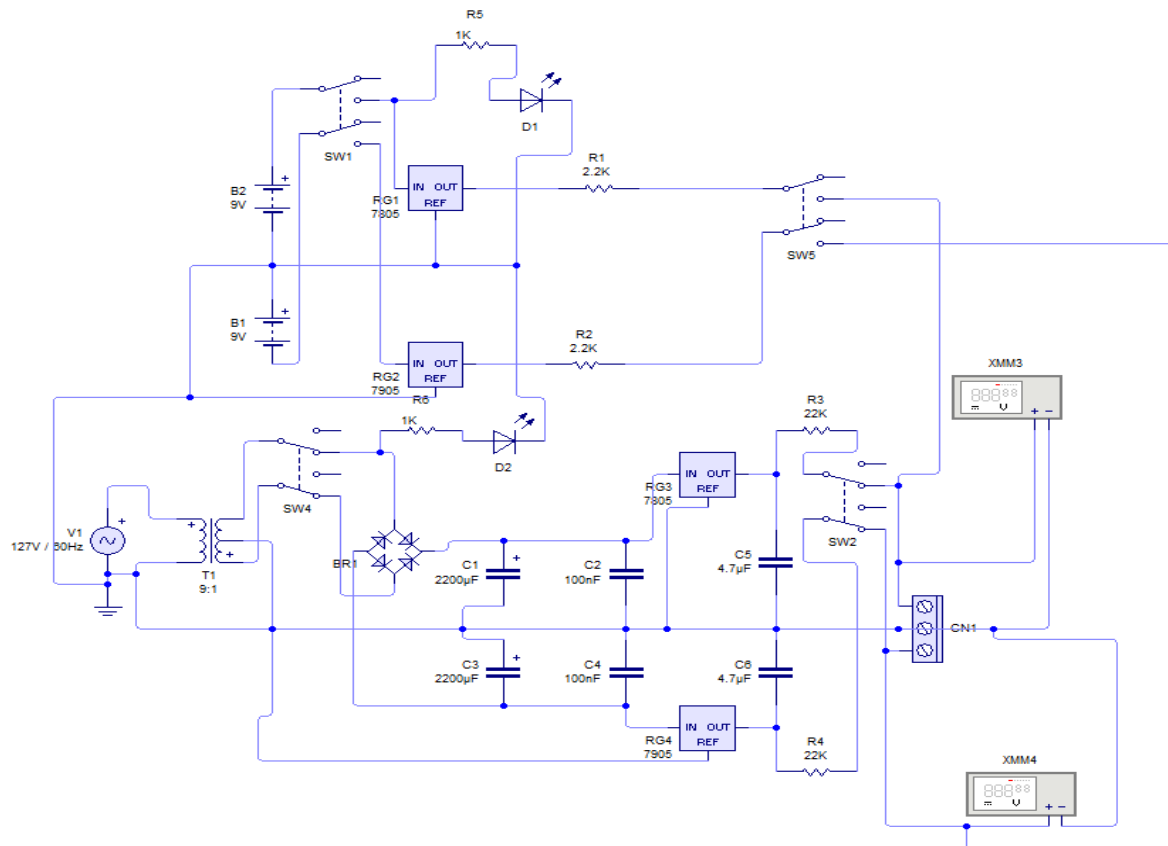 R5
1K
D1
SW1
B2
9V
IN OUT
REF
RG1
7805
R1
2.2K
SW5
B1
9V
IN OUT
REF
RG2
7905
R2
2.2K
XMM3
V
+ −
R6
1K
D2
R3
22K
SW4
IN OUT
REF
RG3
7805
SW2
V1
127V / 60Hz
T1
9:1
BR1
C1
2200µF
C2
100nF
C5
4.7µF
CN1
C3
2200µF
C4
100nF
C6
4.7µF
IN OUT
REF
RG4
7905
R4
22K
XMM4
V
+ −